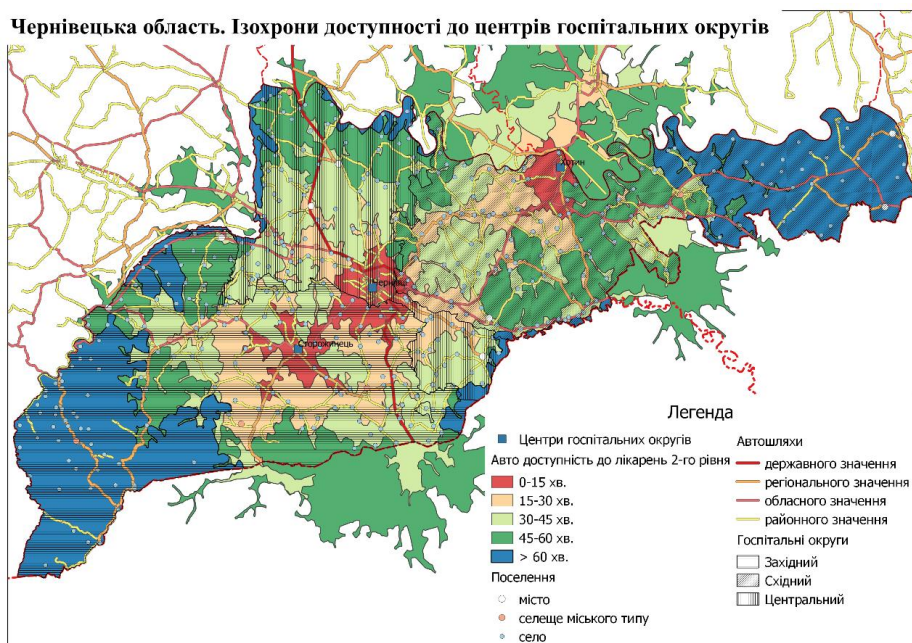 Чернівецька область. Ізохрони доступності до центрів госпітальних округів
Хотин
Чернівці
Сторожинець
Легенда
Центри госпітальних округів
Авто доступність до лікарень 2-го рівня
0-15 хв.
15-30 хв.
30-45 хв.
45-60 хв.
> 60 хв.
Поселення
місто
селеще міського типу
село
Автошляхи
державного значення
регіонального значення
обласного значення
районного значення
Госпітальні округи
Західний
Східний
Центральний